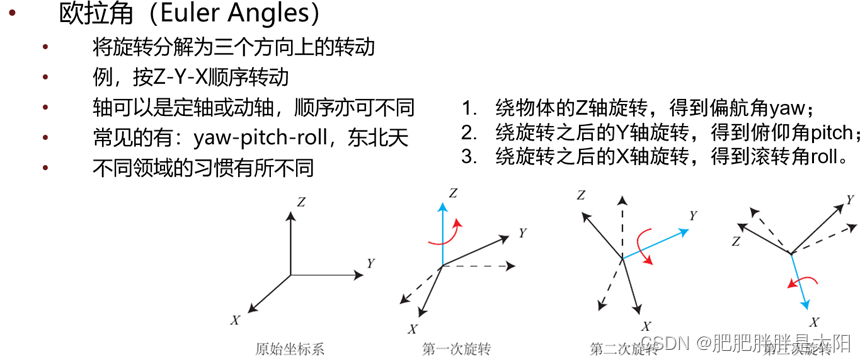 欧拉角（Euler Angles）
将旋转分解为三个方向上的转动
例，按Z-Y-X顺序转动
轴可以是定轴或动轴，顺序亦可不同
常见的有：yaw-pitch-roll，东北天
不同领域的习惯有所不同
1. 绕物体的Z轴旋转，得到偏航角yaw；
2. 绕旋转之后的Y轴旋转，得到俯仰角pitch；
3. 绕旋转之后的X轴旋转，得到滚转角roll。
Z
Y
X
原始坐标系
Z
Y
X
第一次旋转
Z
Y
X
第二次旋转
Y
Z
X
第三次旋转
CSDN @肥肥胖胖是太阳